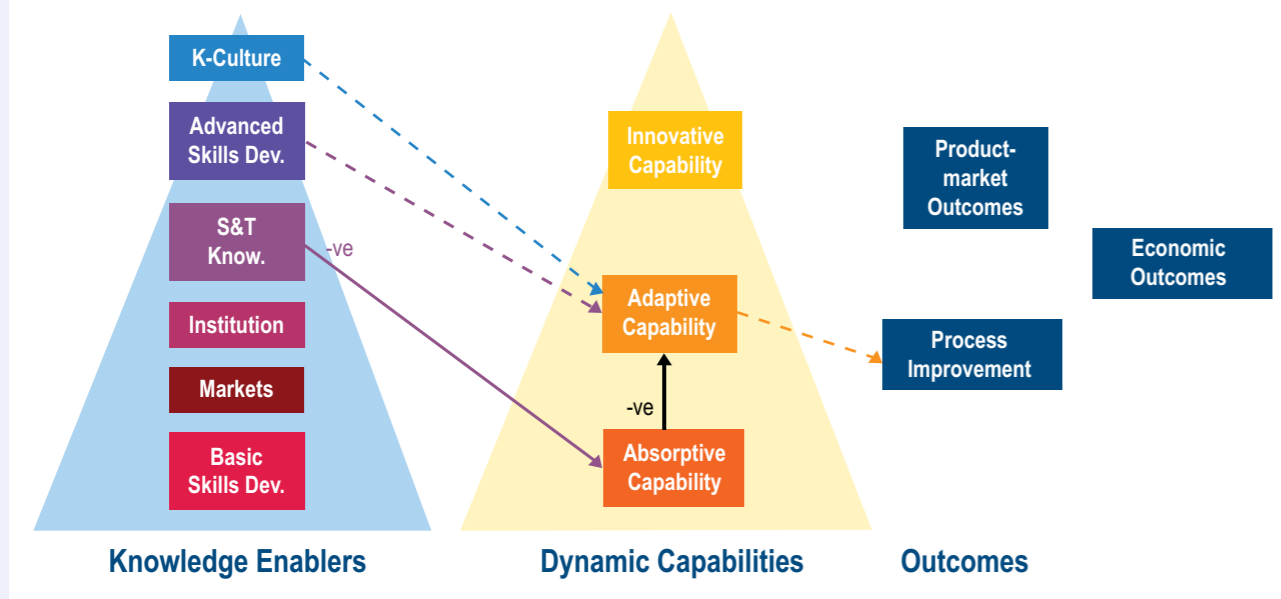 K-Culture
Advanced
Skills Dev.
S&T
Know.
-ve
Institution
Markets
Basic
Skills Dev.
Knowledge Enablers
Innovative
Capability
Adaptive
Capability
-ve
Absorptive
Capability
Dynamic Capabilities
Product-
market
Outcomes
Economic
Outcomes
Process
Improvement
Outcomes